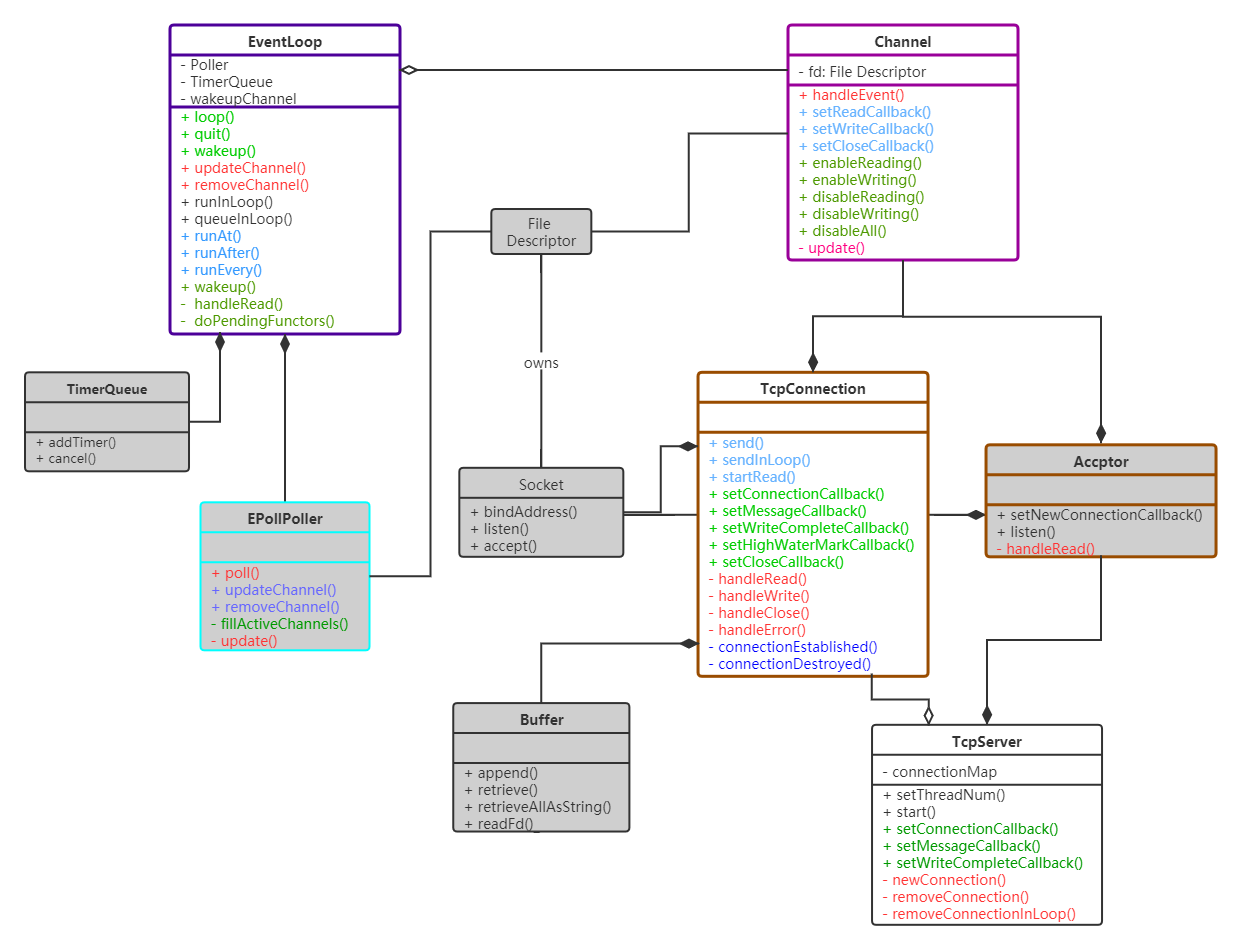 EventLoop
- Poller
- TimerQueue
- wakeupChannel
+ loop()
+ quit()
+ wakeup()
+ updateChannel()
+ removeChannel()
+ runInLoop()
+ queueInLoop()
+ runAt()
+ runAfter()
+ runEvery()
+ wakeup()
- handleRead()
- doPendingFunctors()
Channel
- fd: File Descriptor
+ handleEvent()
+ setReadCallback()
+ setWriteCallback()
+ setCloseCallback()
+ enableReading()
+ enableWriting()
+ disableReading()
+ disableWriting()
+ disableAll()
- update()
File
Descriptor
owns
TimerQueue
+ addTimer()
+ cancel()
EPollPoller
+ poll()
+ updateChannel()
+ removeChannel()
- fillActiveChannels()
- update()
Socket
+ bindAddress()
+ listen()
+ accept()
TcpConnection
+ send()
+ sendInLoop()
+ startRead()
+ setConnectionCallback()
+ setMessageCallback()
+ setWriteCompleteCallback()
+ setHighWaterMarkCallback()
+ setCloseCallback()
- handleRead()
- handleWrite()
- handleClose()
- handleError()
- connectionEstablished()
- connectionDestroyed()
Accptor
+ setNewConnectionCallback()
+ listen()
- handleRead()
Buffer
+ append()
+ retrieve()
+ retrieveAllAsString()
+ readFd()
TcpServer
- connectionMap
+ setThreadNum()
+ start()
+ setConnectionCallback()
+ setMessageCallback()
+ setWriteCompleteCallback()
- newConnection()
- removeConnection()
- removeConnectionInLoop()